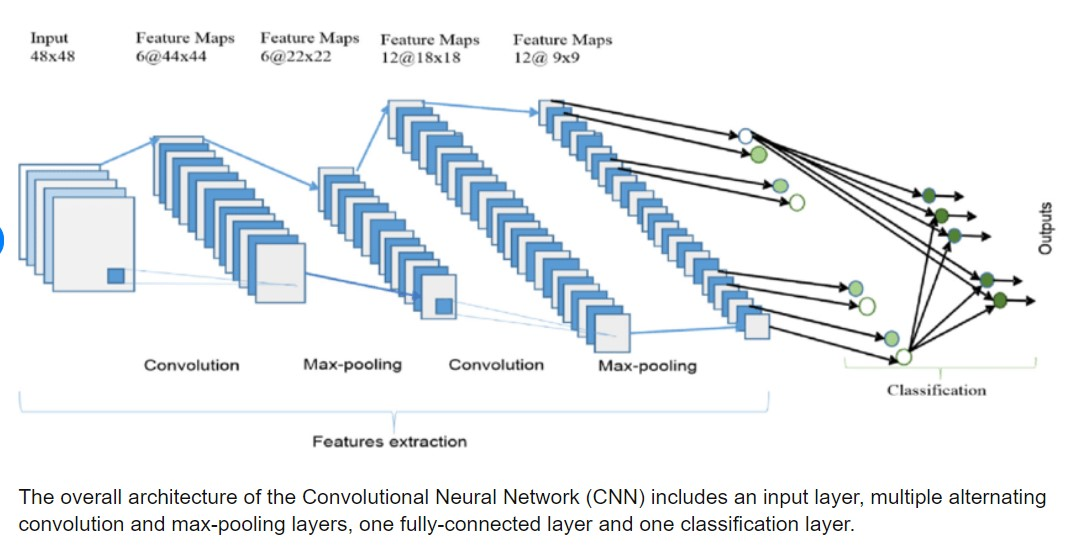 Input
48x48
Feature Maps
6@44x44
Feature Maps
6@22x22
Feature Maps
12@18x18
Feature Maps
12@ 9x9
Outputs
Convolution
Max-pooling
Convolution
Max-pooling
Classification
Features extraction
The overall architecture of the Convolutional Neural Network (CNN) includes an input layer, multiple alternating
convolution and max-pooling layers, one fully-connected layer and one classification layer.